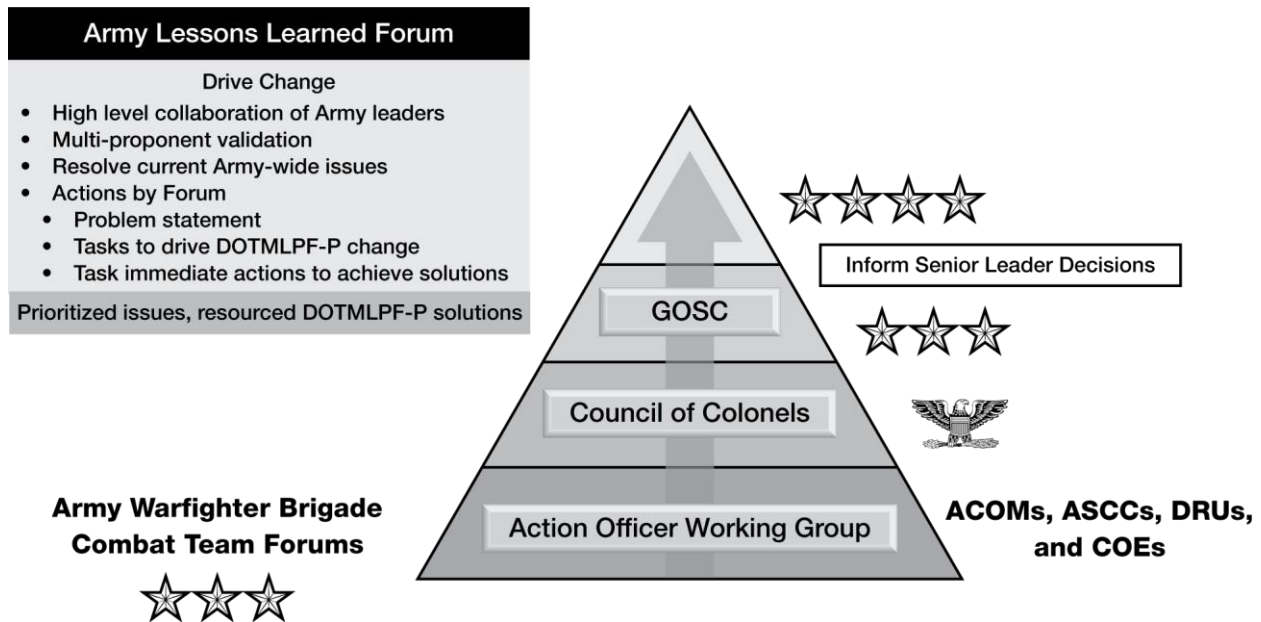 Army Lessons Learned Forum
Drive Change
• High level collaboration of Army leaders
• Multi-proponent validation
• Resolve current Army-wide issues
• Actions by Forum
• Problem statement
• Tasks to drive DOTMLPF-P change
• Task immediate actions to achieve solutions
Prioritized issues, resourced DOTMLPF-P solutions
Inform Senior Leader Decisions
GOSC
Council of Colonels
Action Officer Working Group
Army Warfighter Brigade
Combat Team Forums
ACOMs, ASCCs, DRUs,
and COEs